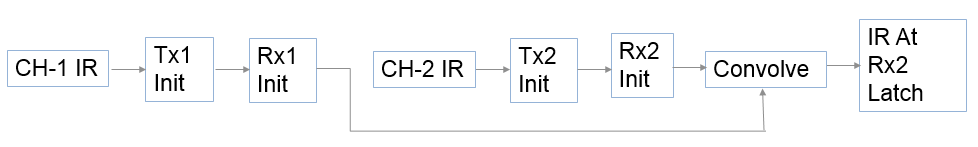 CH-1 IR
Tx1
Init
Rx1
Init
CH-2 IR
Tx2
Init
Rx2
Init
Convolve
IR At
Rx2
Latch